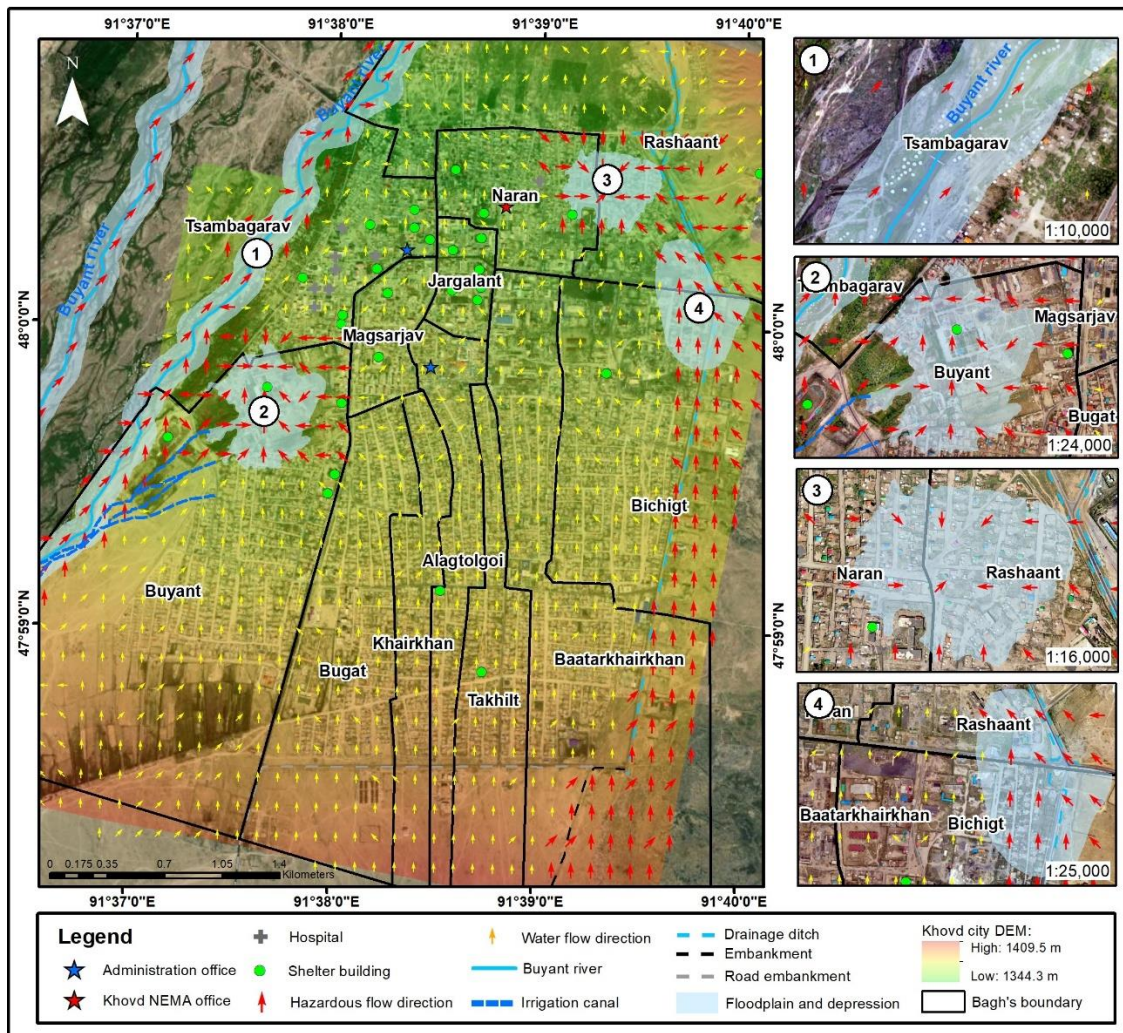 91°37'0"E
91°38'0"E
91°39'0"E
91°40'0"E
N
Buyant river
Buyant river
Rashaant
3
Naran
Tsambagarav
1
Jargalant
4
48°0'0"N
48°0'0"N
Magsarjav
2
Bichigt
Alagtolgoi
Buyant
47°59'0"N
47°59'0"N
Khairkhan
Bugat
Baatarkhairkhan
Takhilt
0 0.175 0.35 0.7 1.05 1.4
Kilometers
91°37'0"E
91°38'0"E
91°39'0"E
91°40'0"E
1
Buyant river
Tsambagarav
1:10,000
2
Magsarjav
Buyant
Bugat
1:24,000
3
Naran
Rashaant
1:16,000
4
Rashaant
Baatarkhairkhan
Bichigt
1:25,000
Legend
Administration office
Khovd NEMA office
Hospital
Shelter building
Hazardous flow direction
Water flow direction
Buyant river
Irrigation canal
Drainage ditch
Embankment
Road embankment
Floodplain and depression
Khovd city DEM:
High: 1409.5 m
Low: 1344.3 m
Bagh's boundary